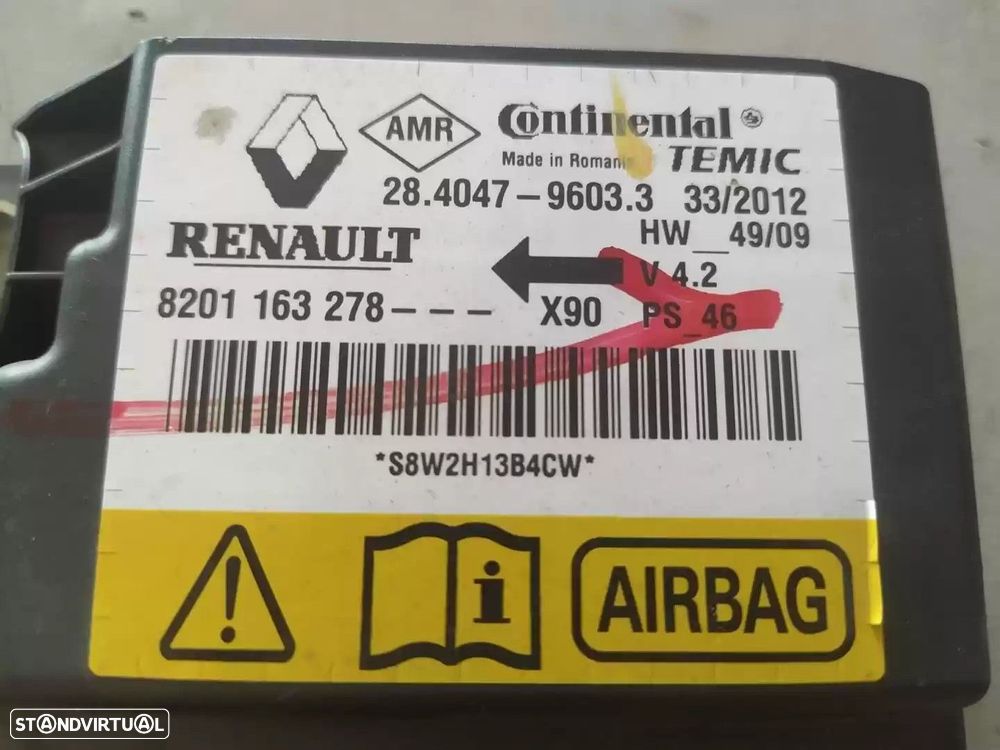 AMR Continental
Made in Romania TEMIC
28.4047-9603.3 33/2012
RENAULT HW_49/09
V 4.2
8201 163 278--- X90 PS_46
*S8W2H13B4CW*
i AIRBAG
STANDVIRTUAL